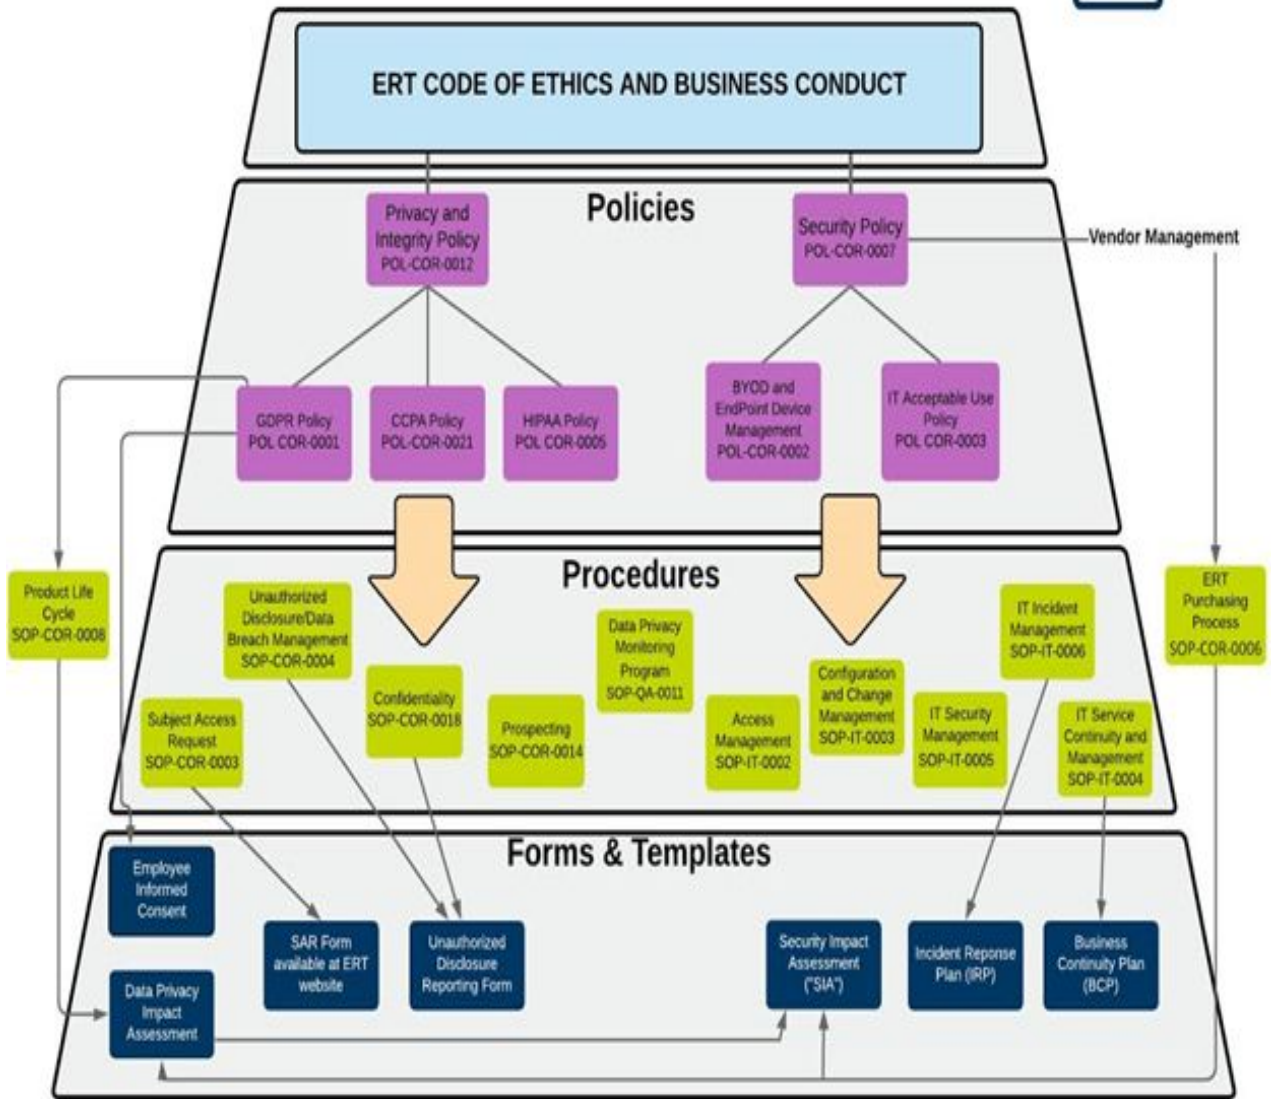 ERT CODE OF ETHICS AND BUSINESS CONDUCT
Policies
Privacy and
Integrity Policy
POL-COR-0012
Security Policy
POL-COR-0007
Vendor Management
GDPR Policy
POL COR-0001
CCPA Policy
POL-COR-0021
HIPAA Policy
POL COR-0005
BYOD and
EndPoint Device
Management
POL-COR-0002
IT Acceptable Use
Policy
POL COR-0003
Procedures
Product Life
Cycle
SOP-COR-0008
Unauthorized
Disclosure/Data
Breach Management
SOP-COR-0004
Subject Access
Request
SOP-COR-0003
Confidentiality
SOP-COR-0018
Prospecting
SOP-COR-0014
Data Privacy
Monitoring
Program
SOP-QA-0011
Access
Management
SOP-IT-0002
Configuration
and Change
Management
SOP-IT-0003
IT Security
Management
SOP-IT-0005
IT Incident
Management
SOP-IT-0006
IT Service
Continuity and
Management
SOP-IT-0004
ERT
Purchasing
Process
SOP-COR-0006
Forms & Templates
Employee
Informed
Consent
Data Privacy
Impact
Assessment
SAR Form
available at ERT
website
Unauthorized
Disclosure
Reporting Form
Security Impact
Assessment
("SIA")
Incident Reponse
Plan (IRP)
Business
Continuity Plan
(BCP)